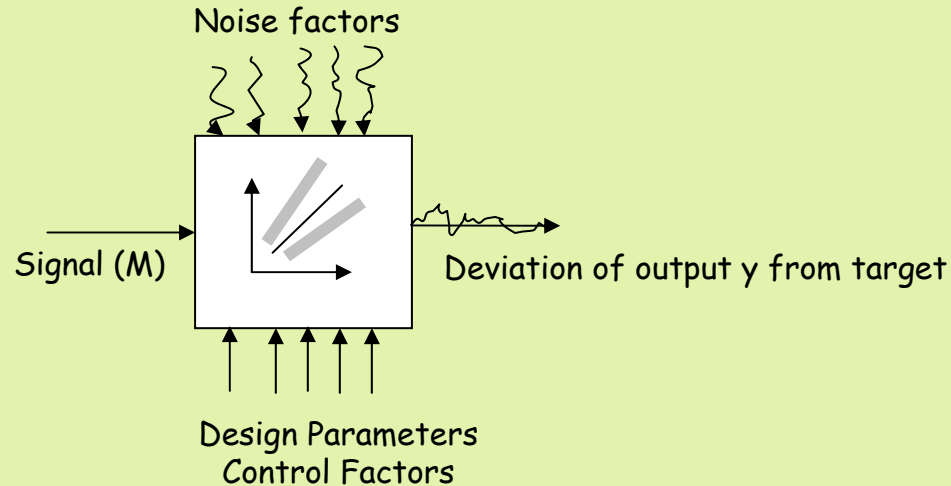 Noise factors
Signal (M)
Deviation of output y from target
Design Parameters
Control Factors